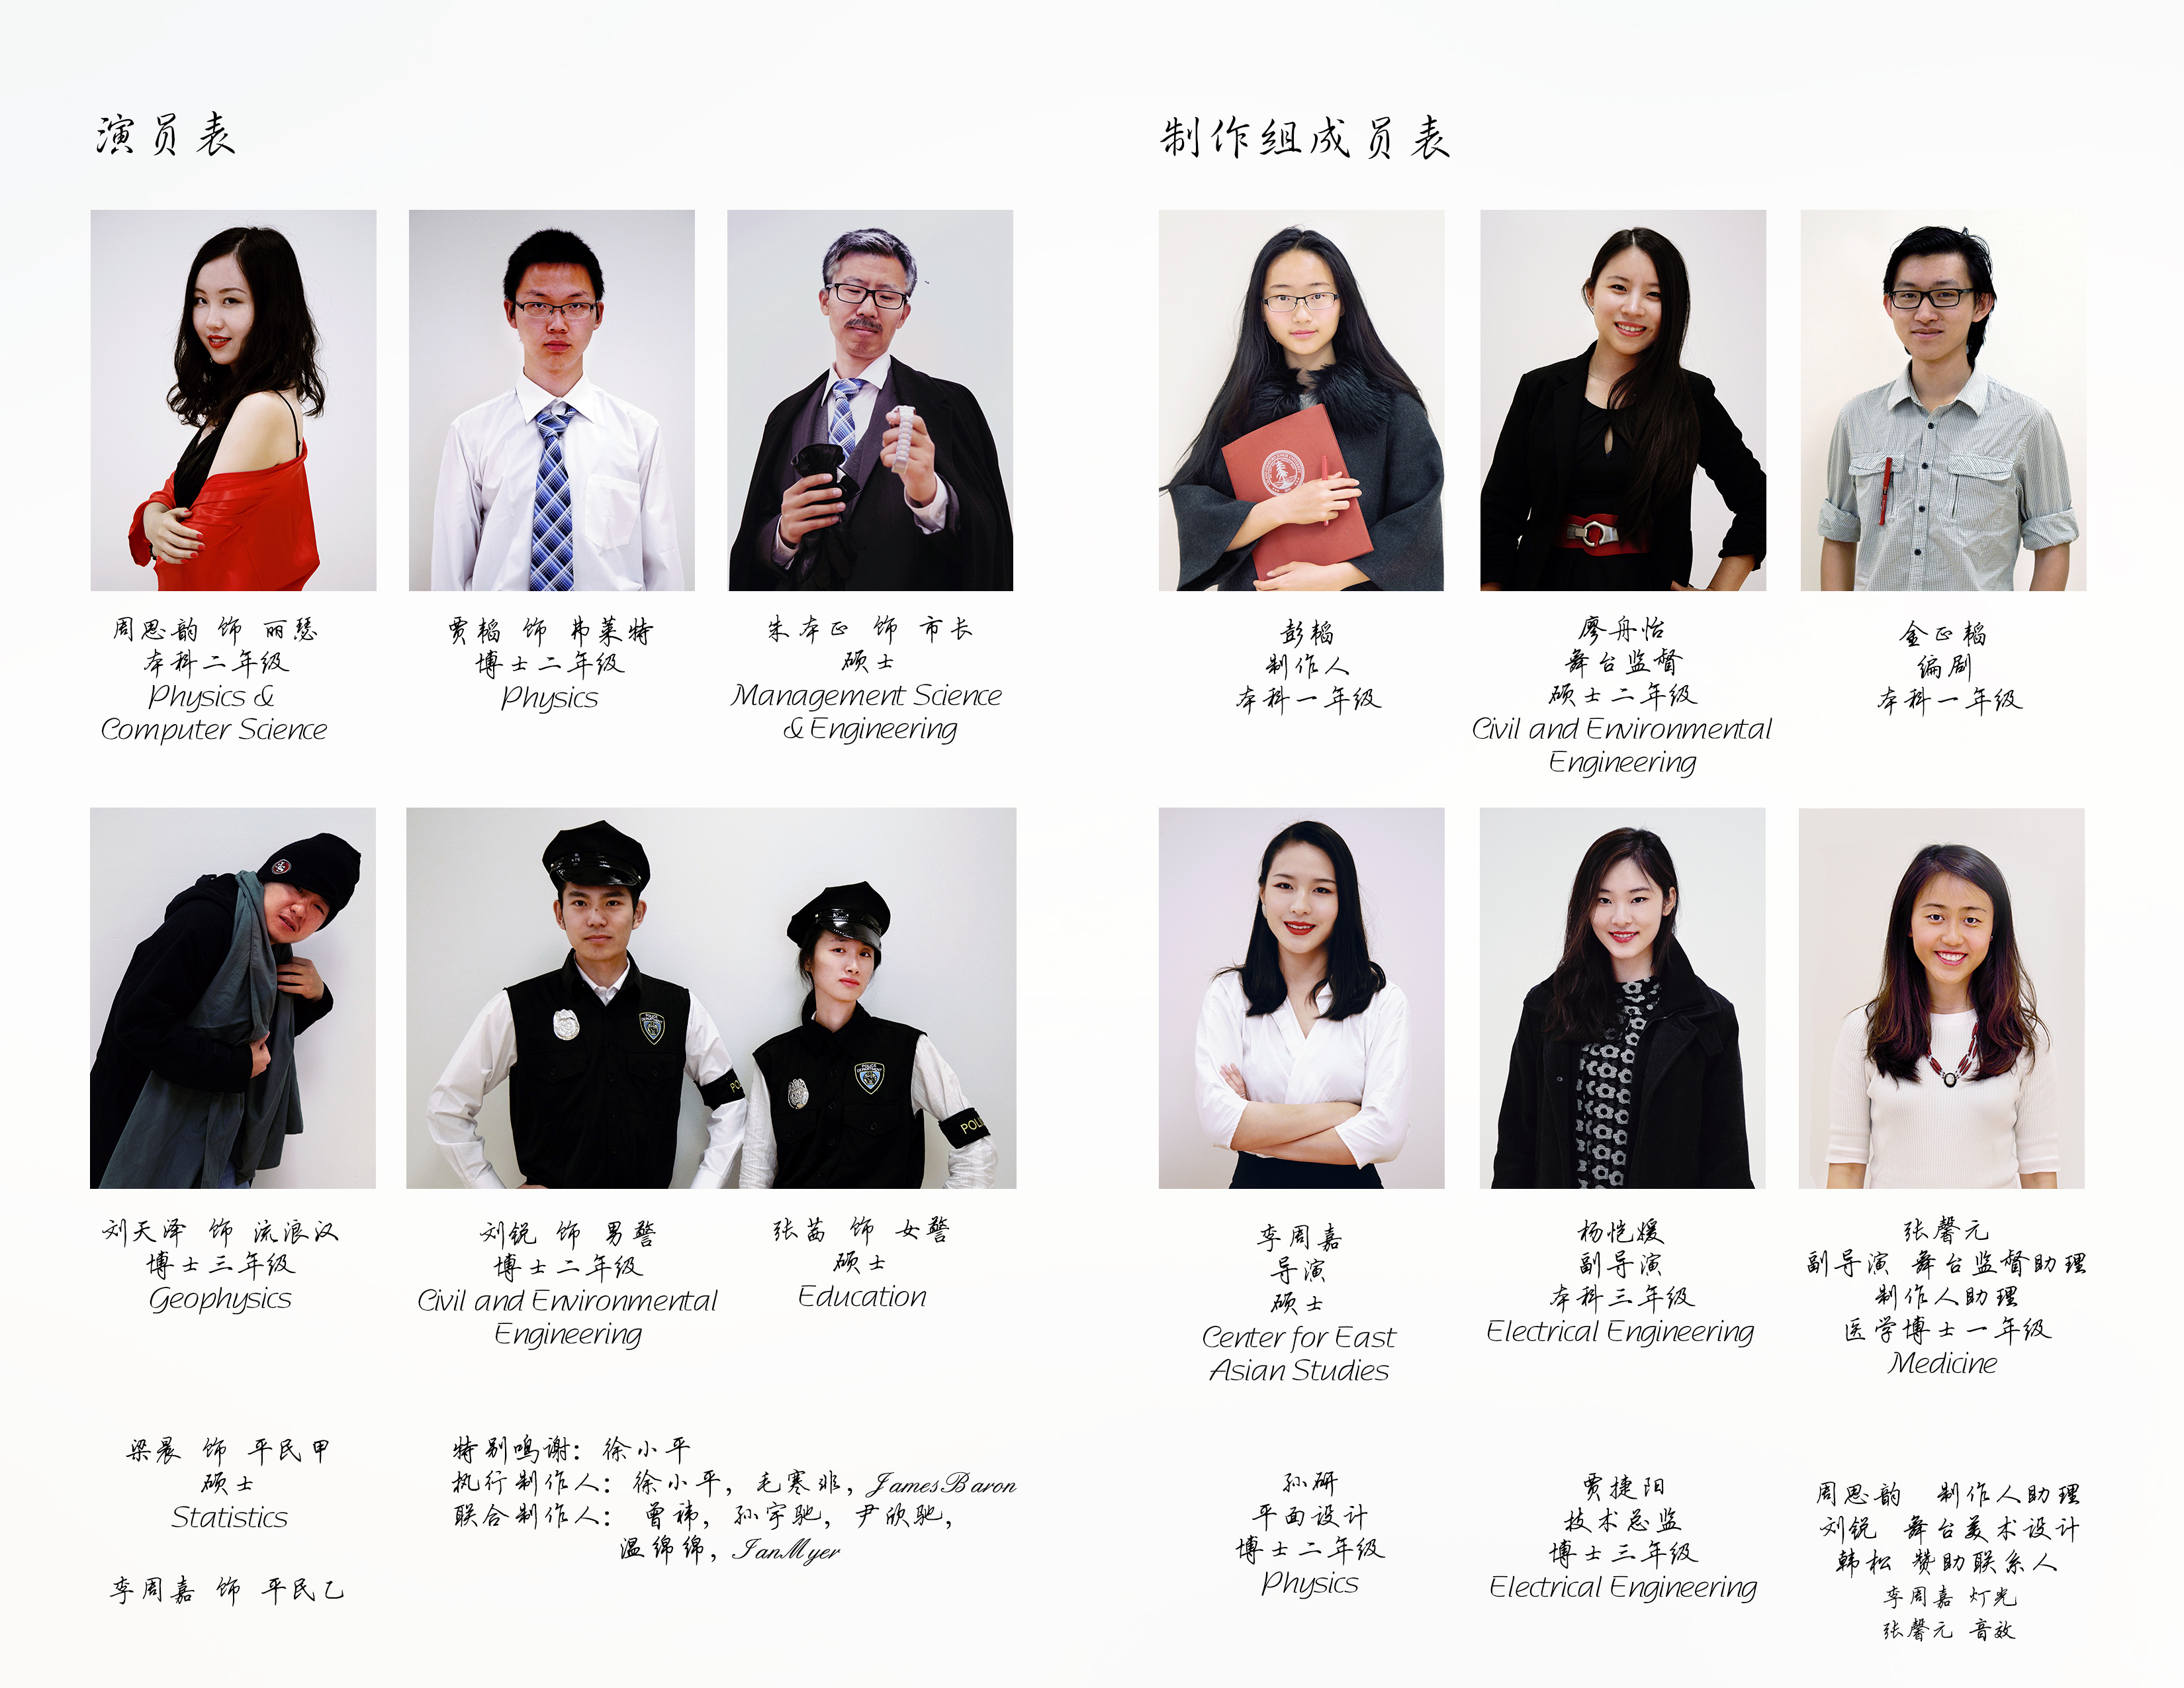 演员表
周思韵 饰 丽瑟
本科二年级
Physics &
Computer Science
贾韬 饰 弗莱特
博士二年级
Physics
朱本正 饰 市长
硕士
Management Science
& Engineering
刘天泽 饰 流浪汉
博士三年级
Geophysics
刘锐 饰 男警
博士二年级
Civil and Environmental
Engineering
张茜 饰 女警
硕士
Education
梁晨 饰 平民甲
硕士
Statistics
李周嘉 饰 平民乙
特别鸣谢：徐小平
执行制作人：徐小平，毛寒非，JamesBaron
联合制作人： 曾祎，孙宇驰，尹欣驰，
温绵绵，IanMyer
制作组成员表
彭韬
制作人
本科一年级
廖舟怡
舞台监督
硕士二年级
Civil and Environmental
Engineering
金正韬
编剧
本科一年级
李周嘉
导演
硕士
Center for East
Asian Studies
杨恺媛
副导演
本科三年级
Electrical Engineering
张馨元
副导演 舞台监督助理
制作人助理
医学博士一年级
Medicine
孙研
平面设计
博士二年级
Physics
贾捷阳
技术总监
博士三年级
Electrical Engineering
周思韵 制作人助理
刘锐 舞台美术设计
韩松 赞助联系人
李周嘉 灯光
张馨元 音效
POLICE
DEPARTMENT
POLICE
DEPARTMENT